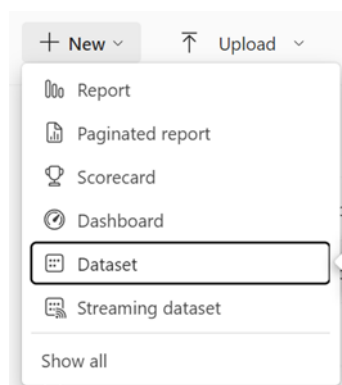 New Upload
Report
Paginated report
Scorecard
Dashboard
Dataset
Streaming dataset
Show all